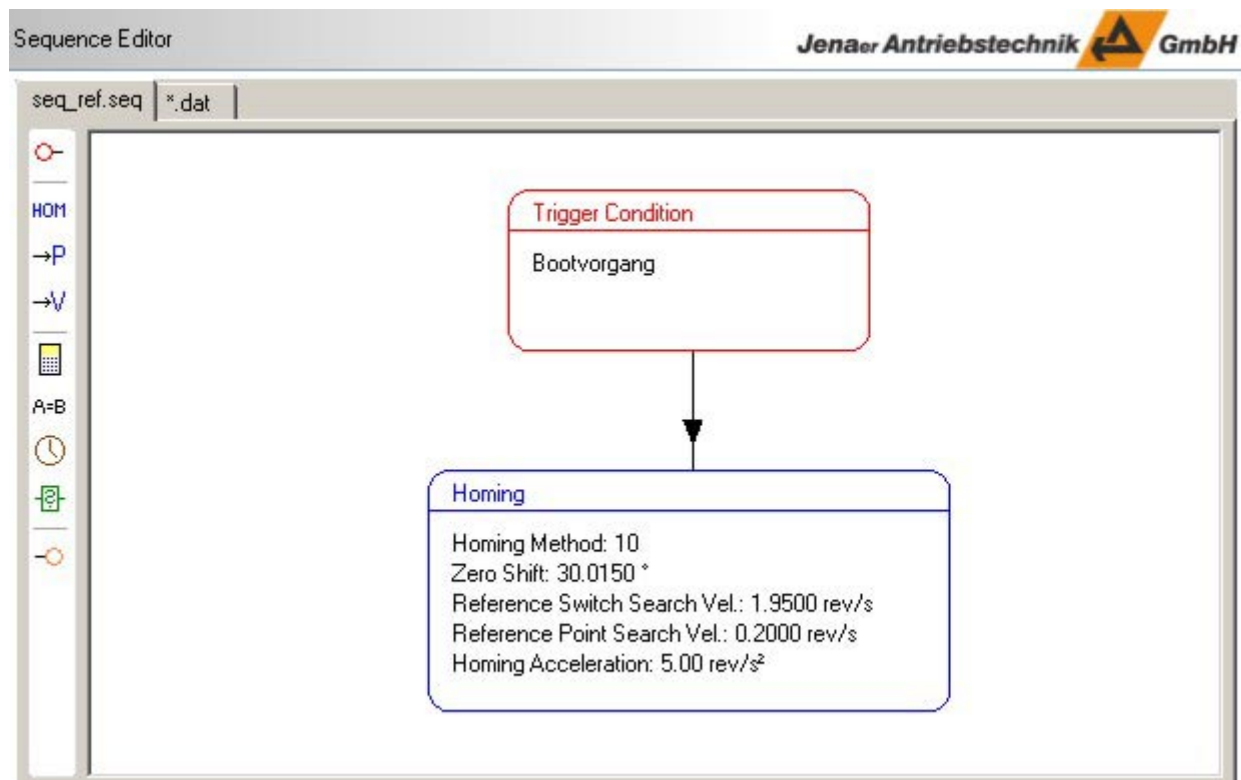 Sequence Editor
Jenaer Antriebstechnik GmbH
seq_ref.seq *.dat
HOM
→P
→V
A=B
Trigger Condition
Bootvorgang
Homing
Homing Method: 10
Zero Shift: 30.0150 °
Reference Switch Search Vel.: 1.9500 rev/s
Reference Point Search Vel.: 0.2000 rev/s
Homing Acceleration: 5.00 rev/s²